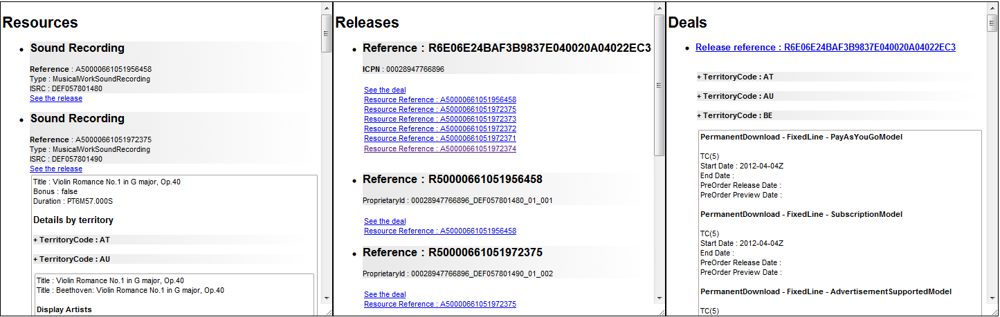 Resources
Sound Recording
Reference : A50000661051956458
Type : MusicalWorkSoundRecording
ISRC : DEF057801480
See the release
Sound Recording
Reference : A50000661051972375
Type : MusicalWorkSoundRecording
ISRC : DEF057801490
See the release
Title : Violin Romance No.1 in G major, Op.40
Bonus : false
Duration : PT6M57.000S
Details by territory
+ TerritoryCode : AT
+ TerritoryCode : AU
Title : Violin Romance No.1 in G major, Op.40
Title : Beethoven: Violin Romance No.1 in G major, Op.40
Display Artists
Releases
Reference : R6E06E24BAF3B9837E040020A04022EC3
ICPN : 00028947766896
See the deal
Resource Reference : A50000661051956458
Resource Reference : A50000661051972375
Resource Reference : A50000661051972373
Resource Reference : A50000661051972372
Resource Reference : A50000661051972371
Resource Reference : A50000661051972374
Reference : R50000661051956458
ProprietaryId : 00028947766896_DEF057801480_01_001
See the deal
Resource Reference : A50000661051956458
Reference : R50000661051972375
ProprietaryId : 00028947766896_DEF057801490_01_002
See the deal
Resource Reference : A50000661051972375
Deals
Release reference : R6E06E24BAF3B9837E040020A04022EC3
+ TerritoryCode : AT
+ TerritoryCode : AU
+ TerritoryCode : BE
PermanentDownload - FixedLine - PayAsYouGoModel
TC(5)
Start Date : 2012-04-04Z
End Date :
PreOrder Release Date :
PreOrder Preview Date :
PermanentDownload - FixedLine - SubscriptionModel
TC(5)
Start Date : 2012-04-04Z
End Date :
PreOrder Release Date :
PreOrder Preview Date :
PermanentDownload - FixedLine - AdvertisementSupportedModel
TC(5)